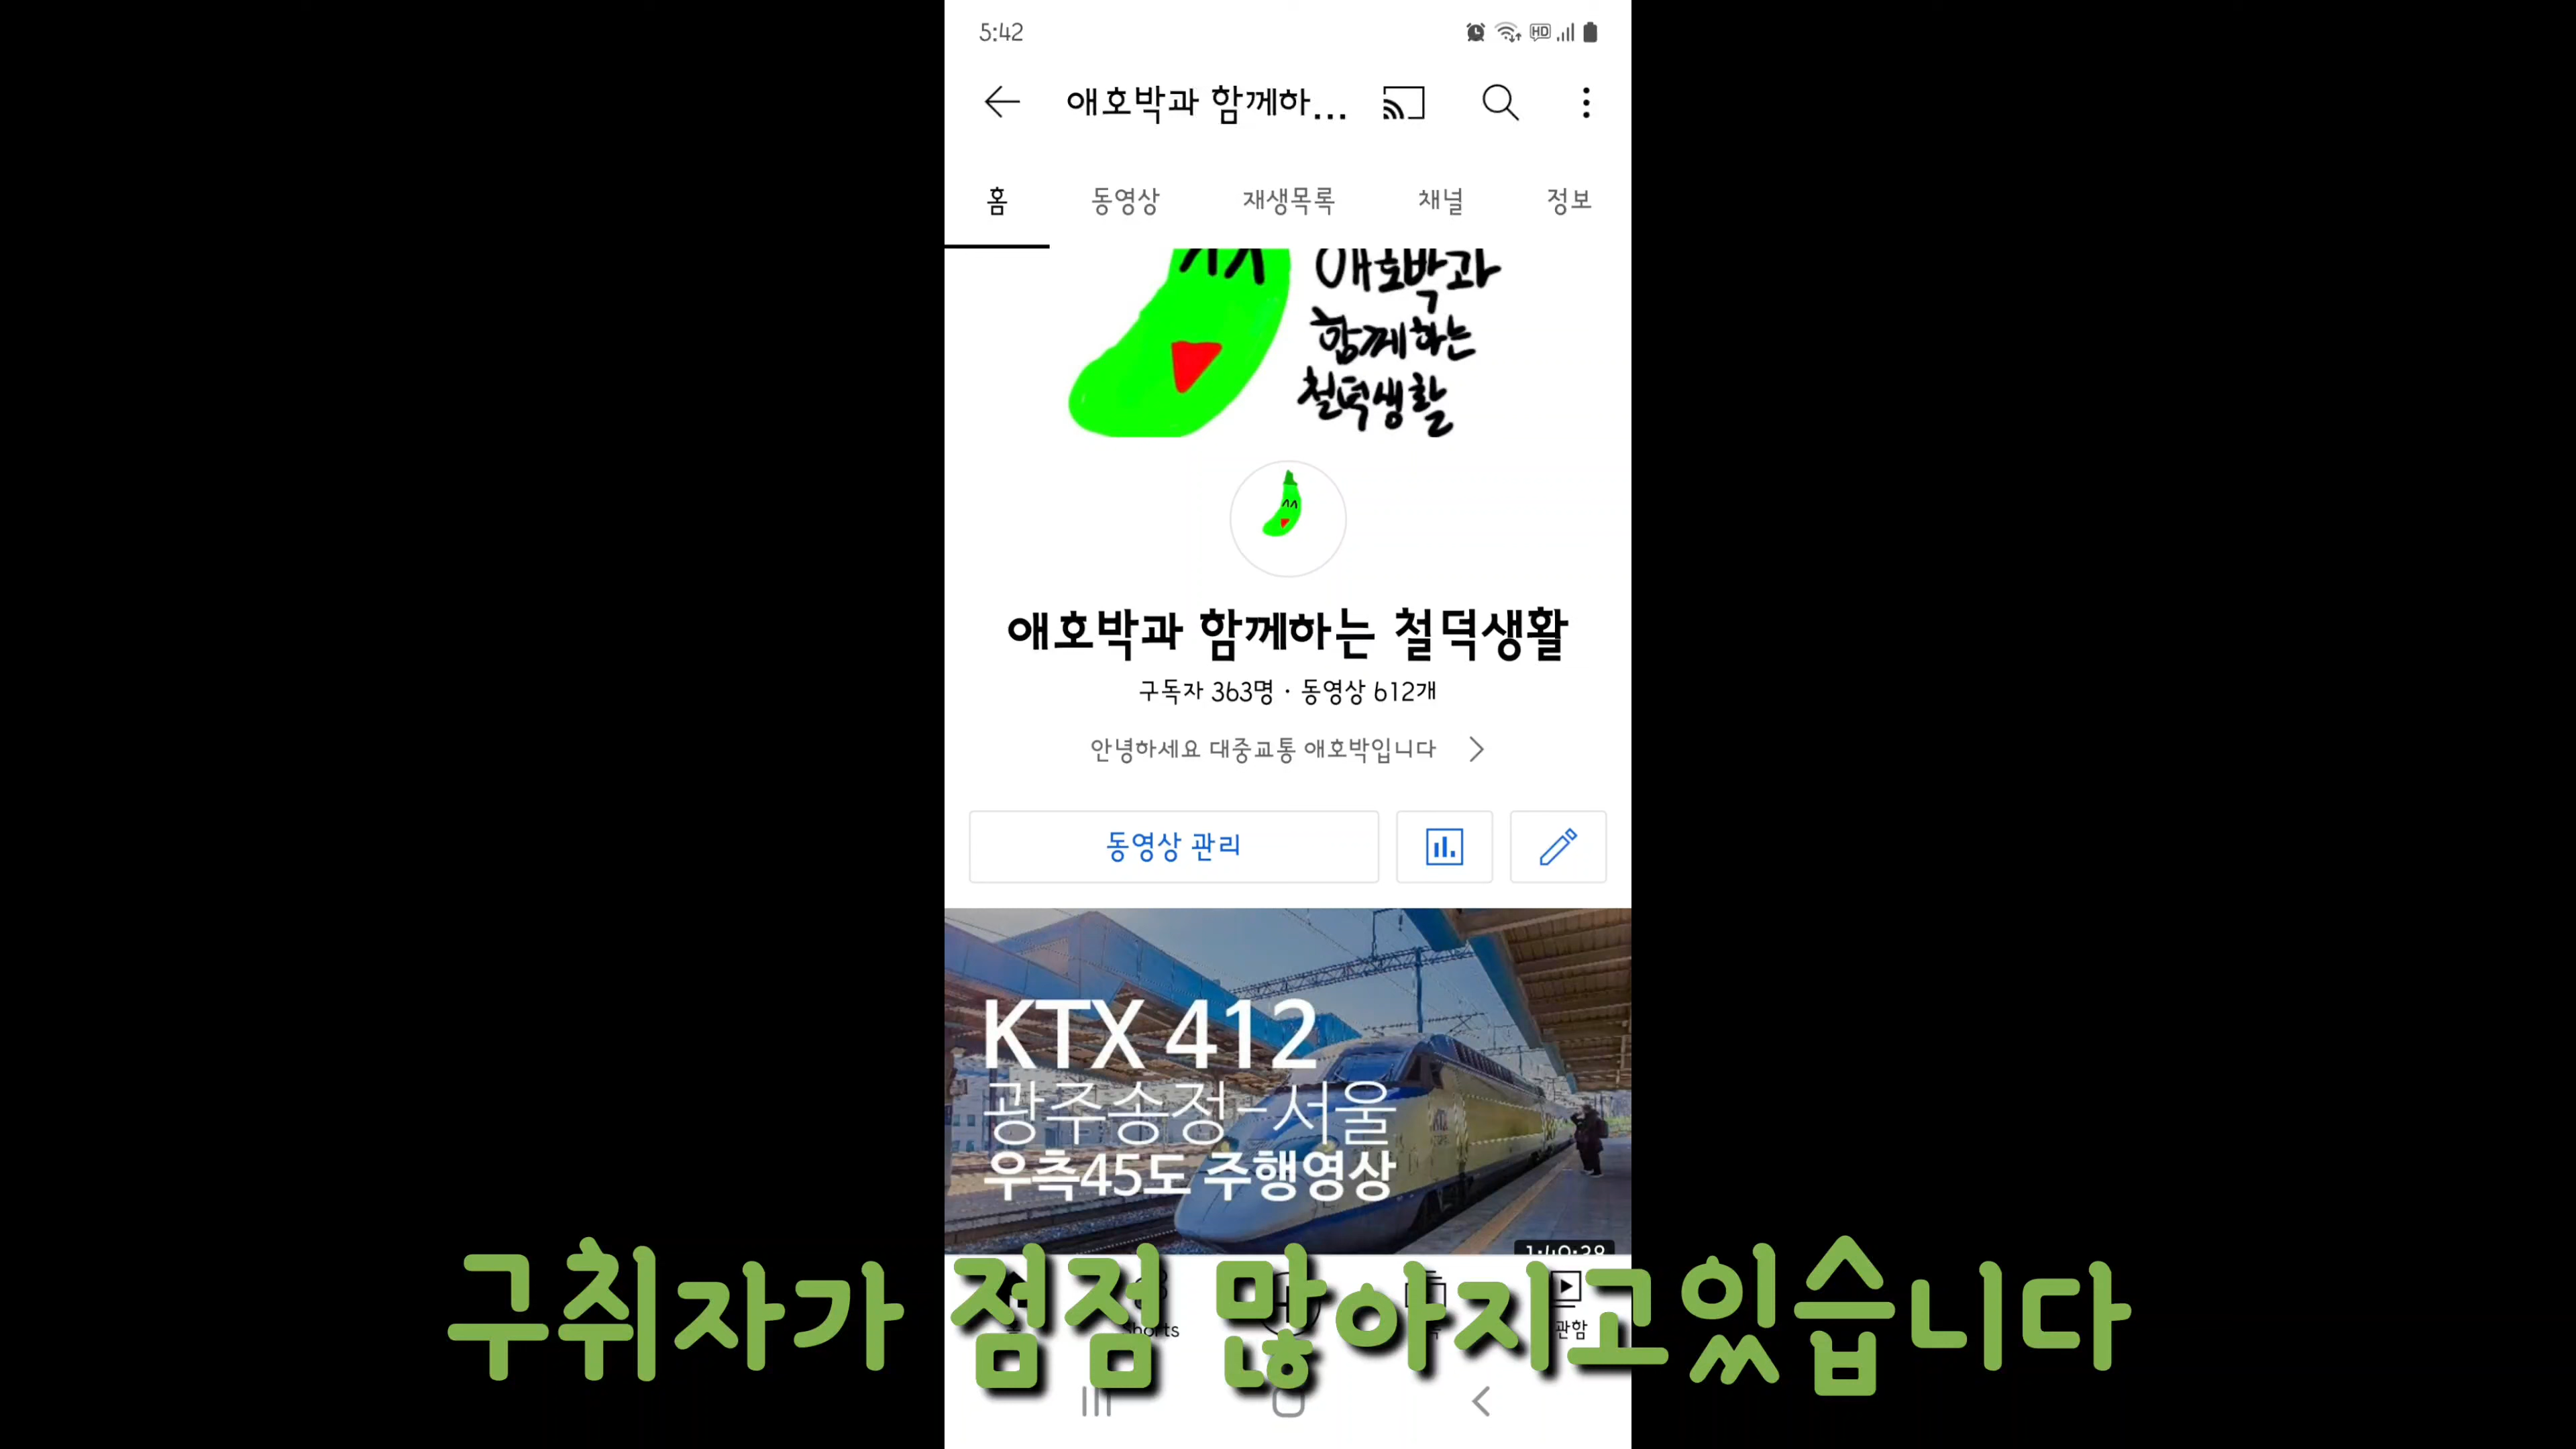 5:42
HD
애호박과 함께하...
홈 동영상 재생목록 채널 정보
애호박과
함께하는
철덕생활
애호박과 함께하는 철덕생활
구독자 363명 · 동영상 612개
안녕하세요 대중교통 애호박입니다
동영상 관리
KTX 412
광주송정-서울
우측45도 주행영상
구취자가 점점 많아지고있습니다